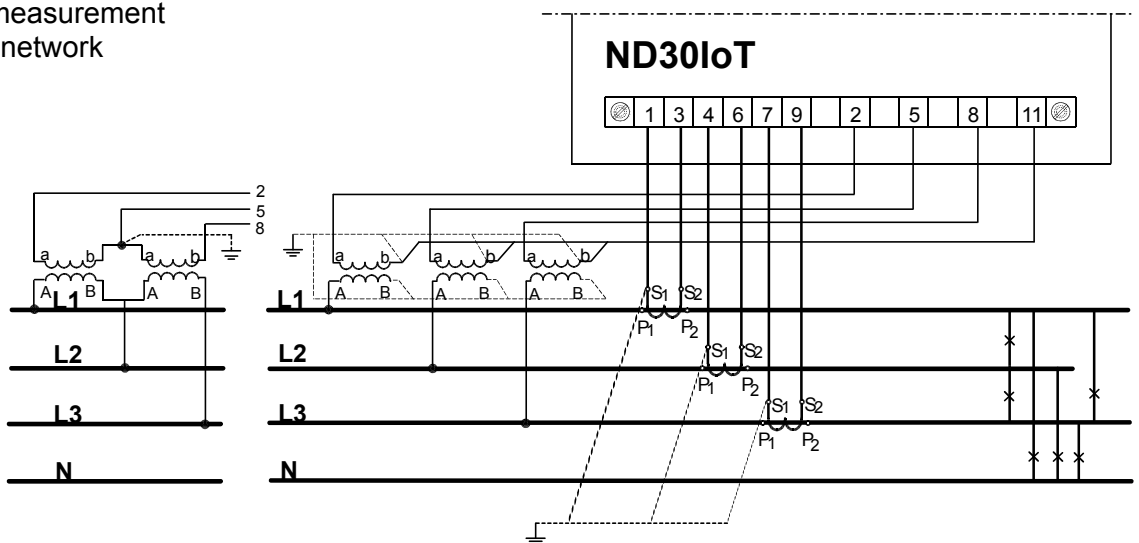 measurement
network
ND30IoT
1 3 4 6 7 9 2 5 8 11
2
5
8
a b a b
A B A B
a b a b a b
A B A B A B
L1 L1
S1 S2
P1 P2
L2 L2
S1 S2
P1 P2
L3 L3
S1 S2
P1 P2
N N